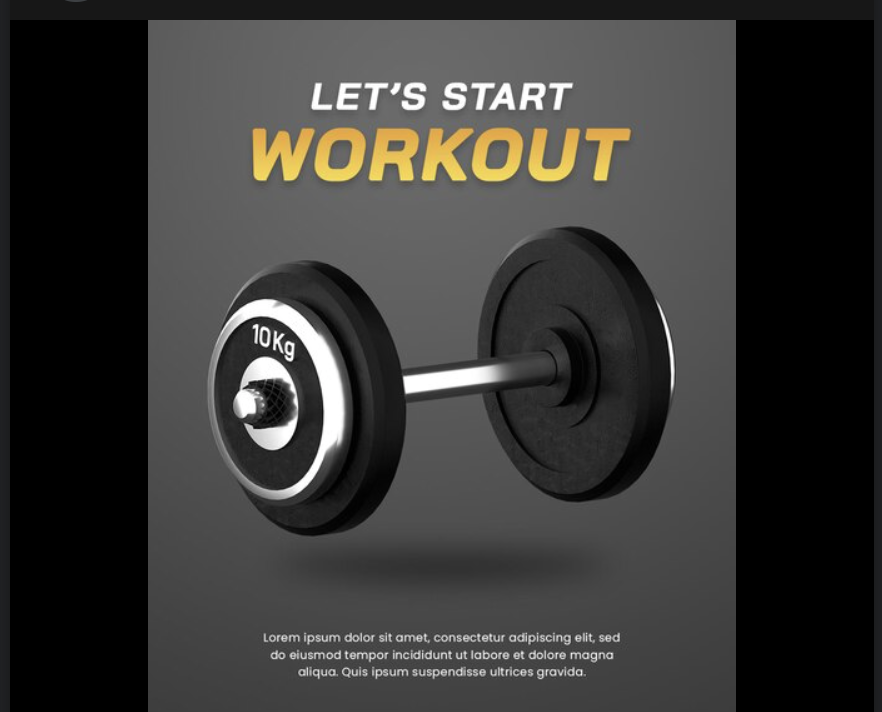 LET'S START
WORKOUT
10Kg
Lorem ipsum dolor sit amet, consectetur adipiscing elit, sed
do eiusmod tempor incididunt ut labore et dolore magna
aliqua. Quis ipsum suspendisse ultrices gravida.